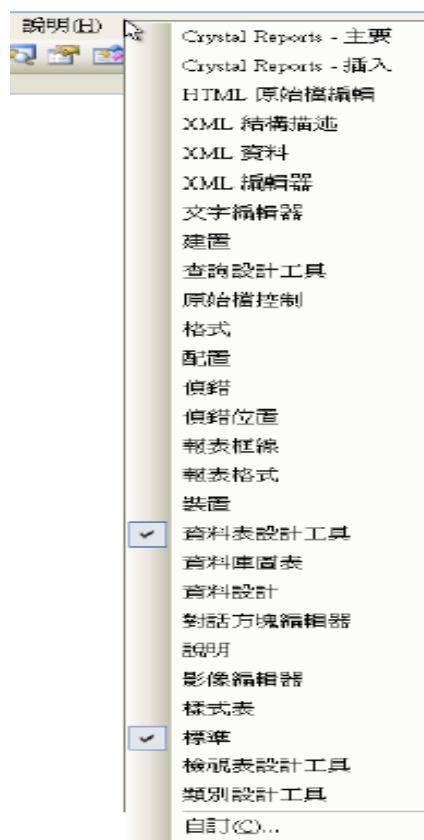 說明(H)
Crystal Reports - 主要
Crystal Reports - 插入
HTML 原始檔編輯
XML 結構描述
XML 資料
XML 編輯器
文字編輯器
建置
查詢設計工具
原始檔控制
格式
配置
偵錯
偵錯位置
報表框線
報表格式
裝置
資料表設計工具
資料庫圖表
資料設計
對話方塊編輯器
說明
影像編輯器
樣式表
標準
檢視表設計工具
類別設計工具
自訂(C)...